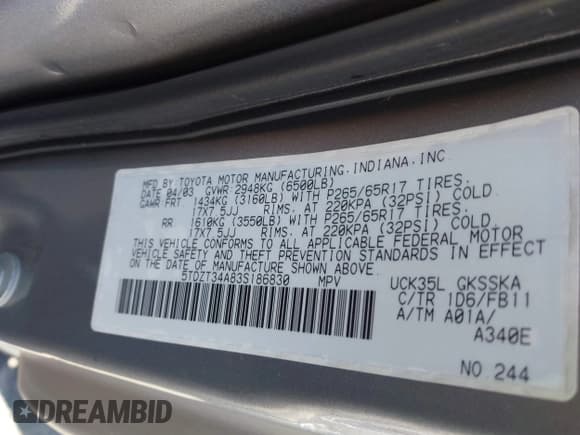 MFD.BY:TOYOTA MOTOR MANUFACTURING,INDIANA,INC.
DATE: 04/03 GVWR:2948KG (6500LB)
GAWR FRT 1434KG (3160LB) WITH P265/65R17 TIRES.
17X7.5JJ RIMS. AT 220KPA (32PSI) COLD
RR 1610KG (3550LB) WITH P265/65R17 TIRES.
17X7.5JJ RIMS. AT 220KPA (32PSI) COLD
THIS VEHICLE CONFORMS TO ALL APPLICABLE FEDERAL MOTOR
VEHICLE SAFETY AND THEFT PREVENTION STANDARDS IN EFFECT
ON THE DATE OF MANUFACTURE SHOWN ABOVE.
5TDZT34A83S186830 MPV
UCK35L GKSSKA
C/TR 1D6/FB11
A/TM A01A/
A340E
NO.244
DREAMBID